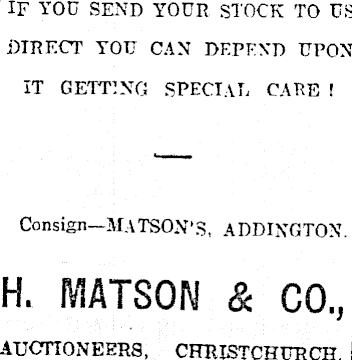 IF YOU SEND YOUR STOCK TO US
DIRECT YOU CAN DEPEND UPON
IT GETTING SPECIAL CARE!
Consign—MATSON'S, ADDINGTON.
H. MATSON & CO.,
AUCTIONEERS, CHRISTCHURCH.